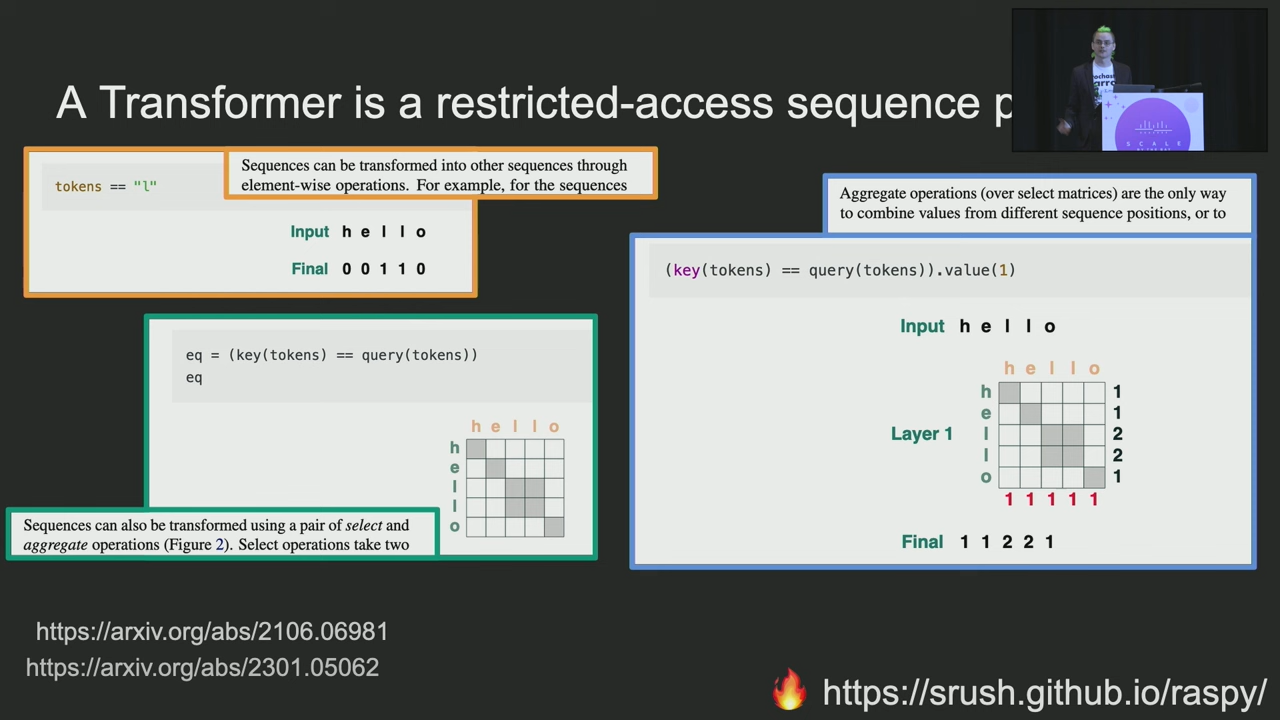 A Transformer is a restricted-access sequence p
tokens == "l"
Sequences can be transformed into other sequences through
element-wise operations. For example, for the sequences
Input h e l l o
Final 0 0 1 1 0
eq = (key(tokens) == query(tokens))
eq
h e l l o
h
e
l
l
o
Sequences can also be transformed using a pair of select and
aggregate operations (Figure 2). Select operations take two
Aggregate operations (over select matrices) are the only way
to combine values from different sequence positions, or to
(key(tokens) == query(tokens)).value(1)
Input h e l l o
h e l l o
h 1
e 1
Layer 1 l 2
l 2
o 1
1 1 1 1 1
Final 1 1 2 2 1
https://arxiv.org/abs/2106.06981
https://arxiv.org/abs/2301.05062
🔥 https://srush.github.io/raspy/
SCALE